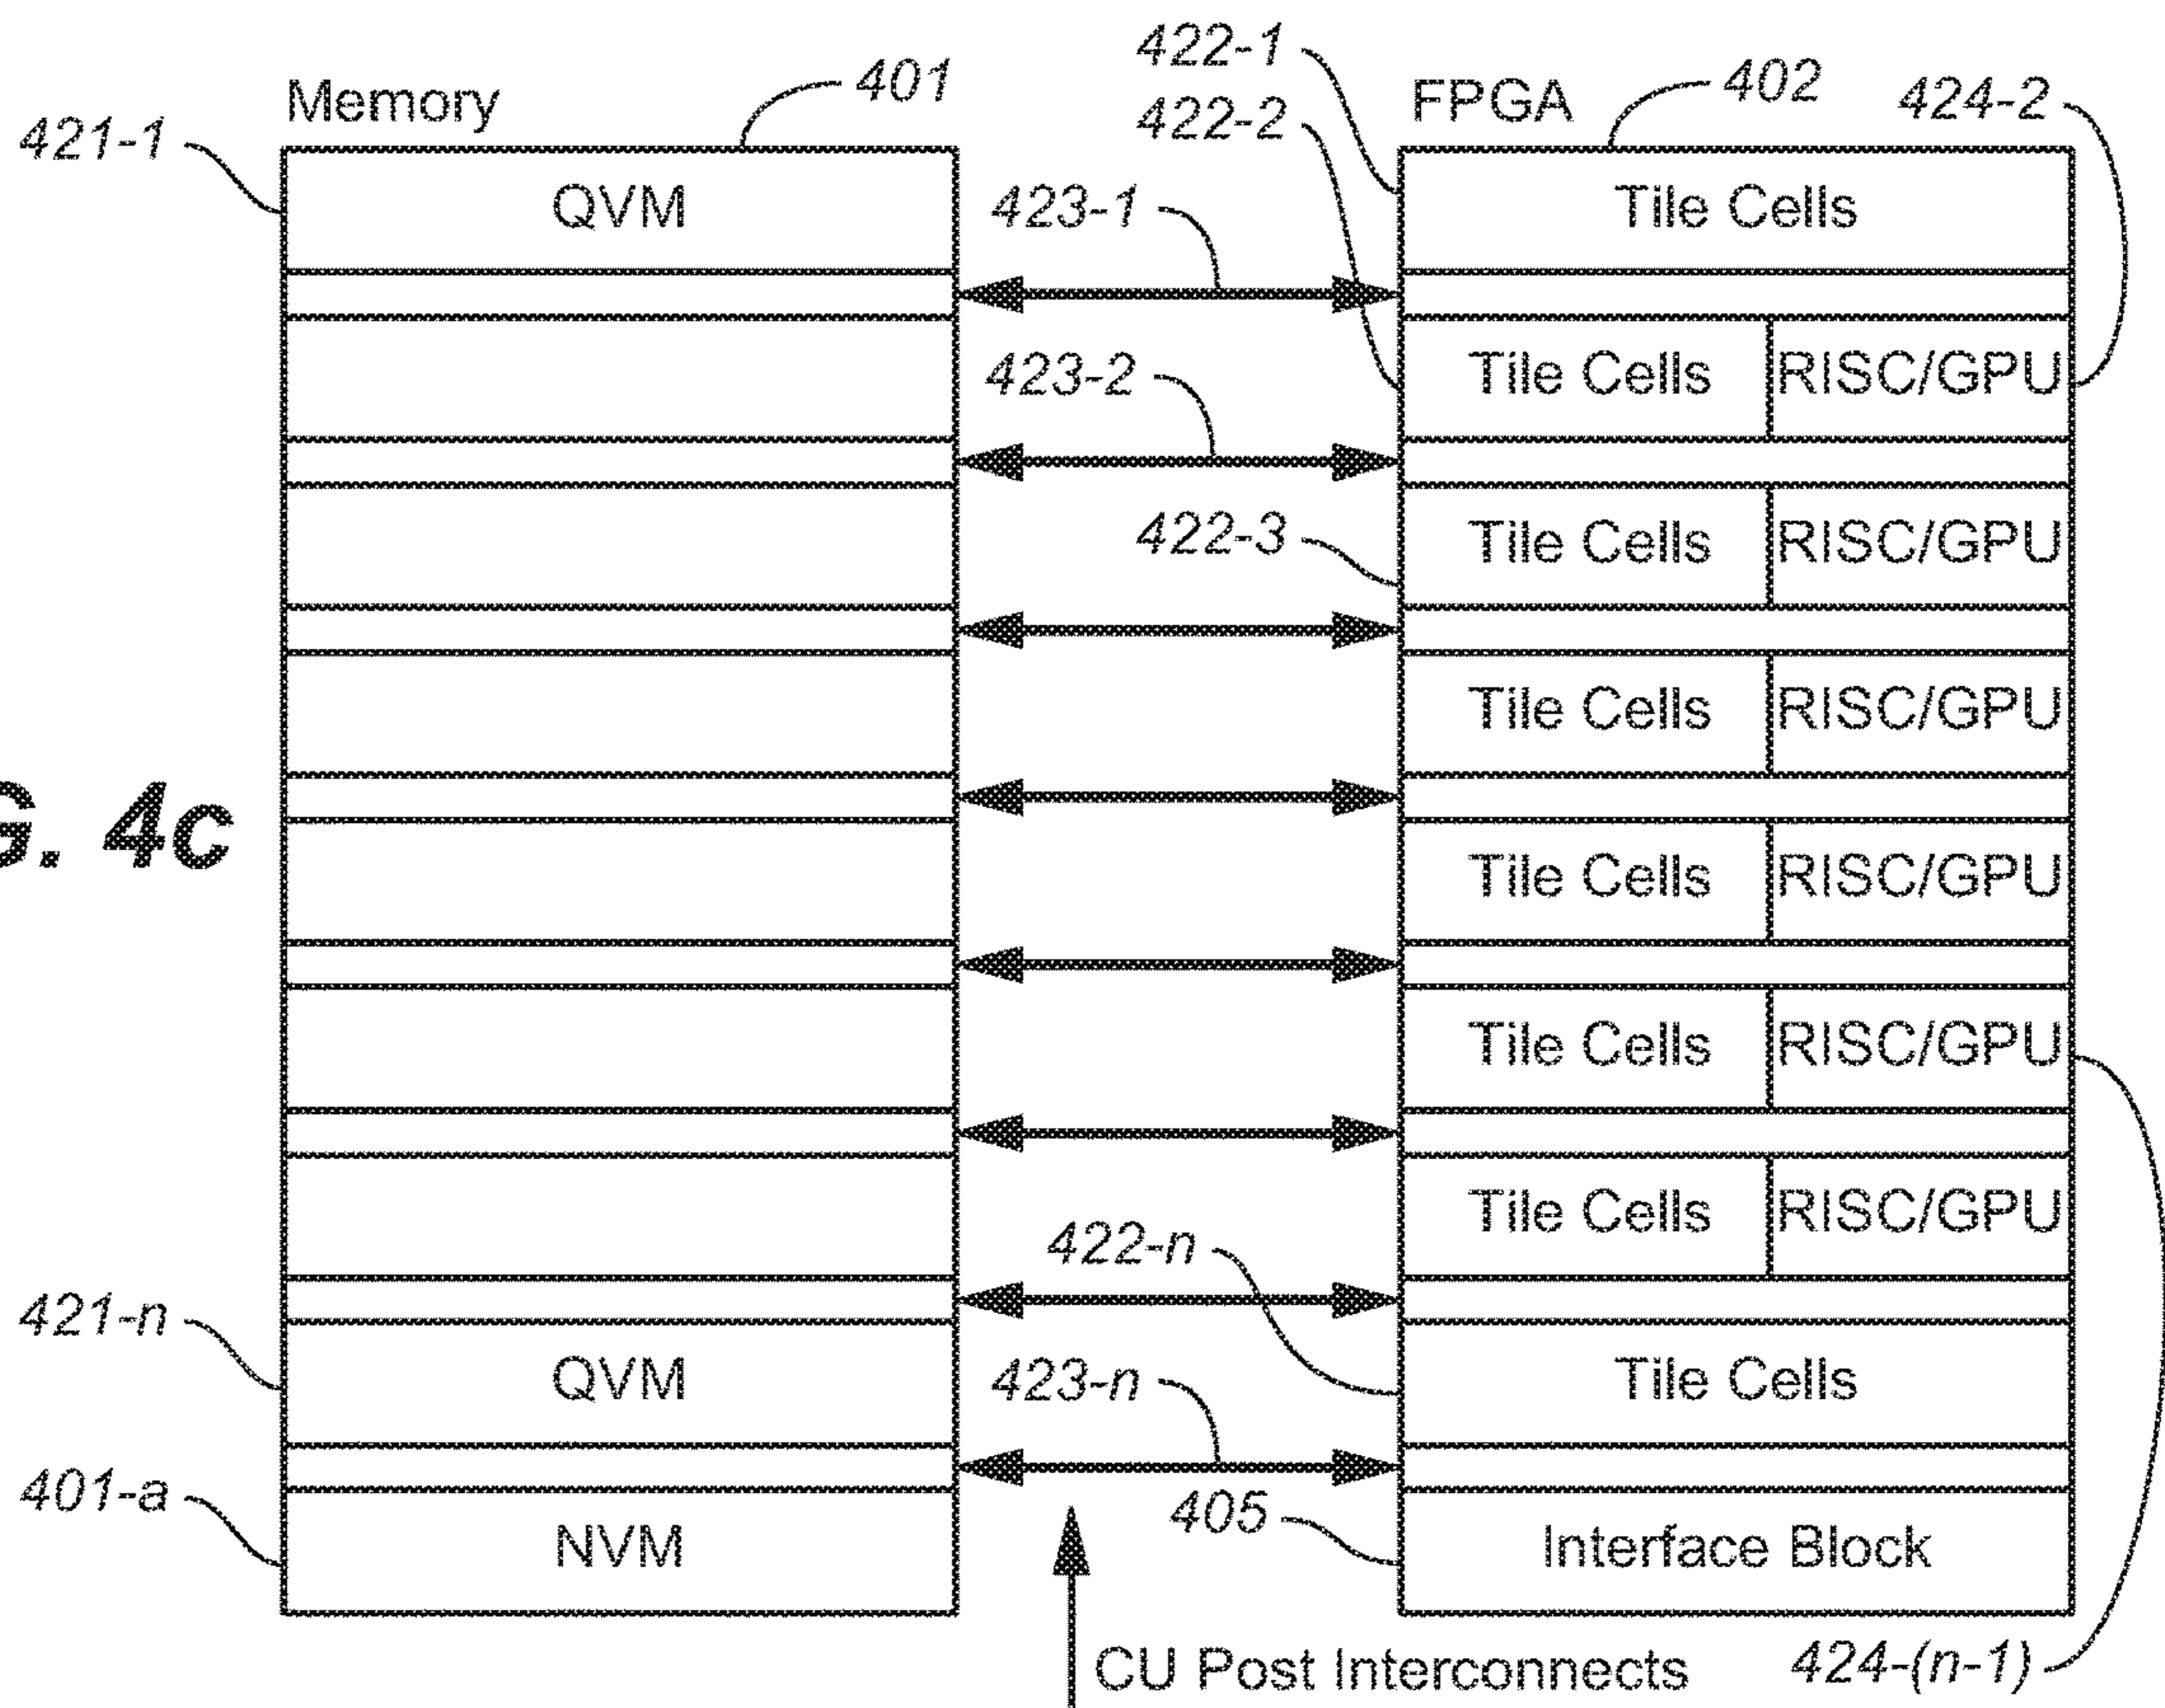 422-1
Memory
401
FPGA
402
424-2
422-2
421-1
QVM
423-1
Tile Cells
423-2
Tile Cells
RISC/GPU
422-3
Tile Cells
RISC/GPU
Tile Cells
RISC/GPU
G. 4c
Tile Cells
RISC/GPU
Tile Cells
RISC/GPU
Tile Cells
RISC/GPU
422-n
421-n
QVM
423-n
Tile Cells
401-a
NVM
405
Interface Block
CU Post Interconnects
424-(n-1)